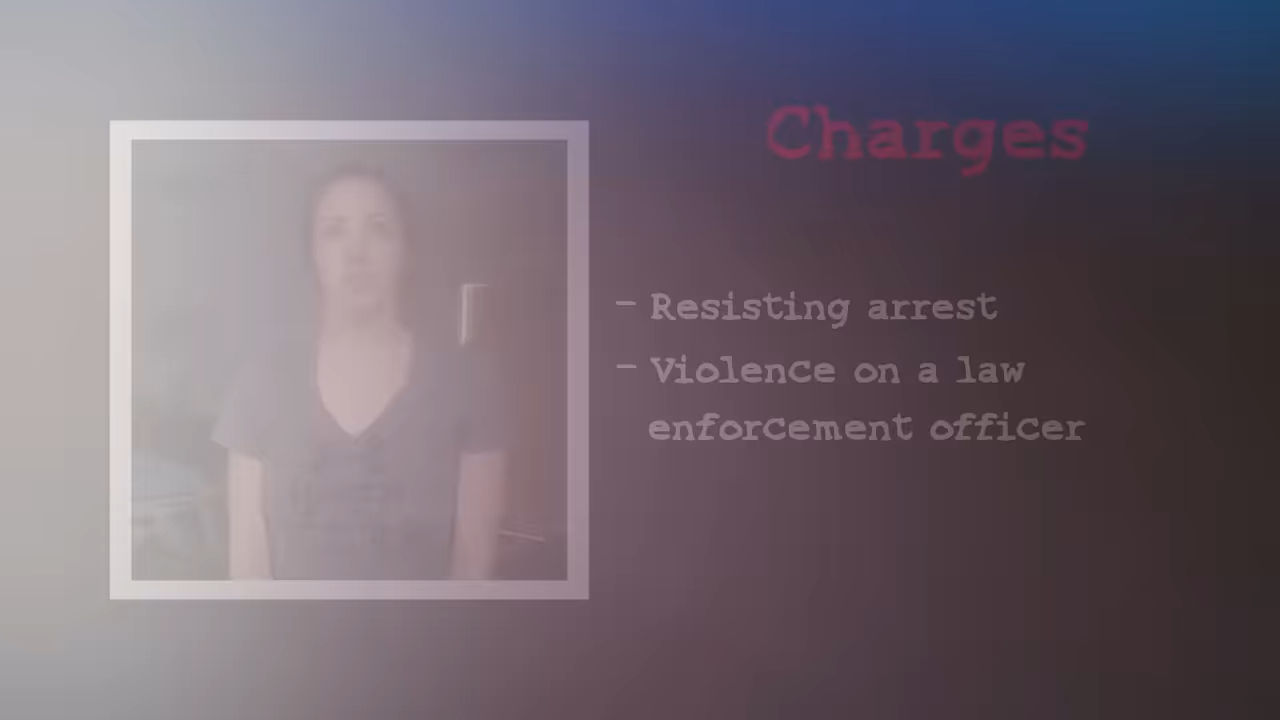 Charges
- Resisting arrest
- Violence on a law
enforcement officer